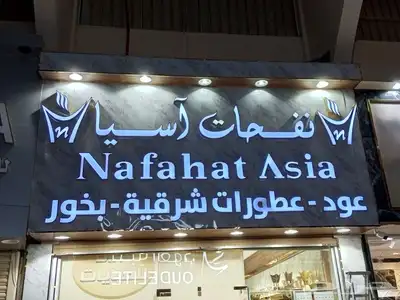 نفحات آسيا
Nafahat Asia
عود - عطورات شرقية - بخور